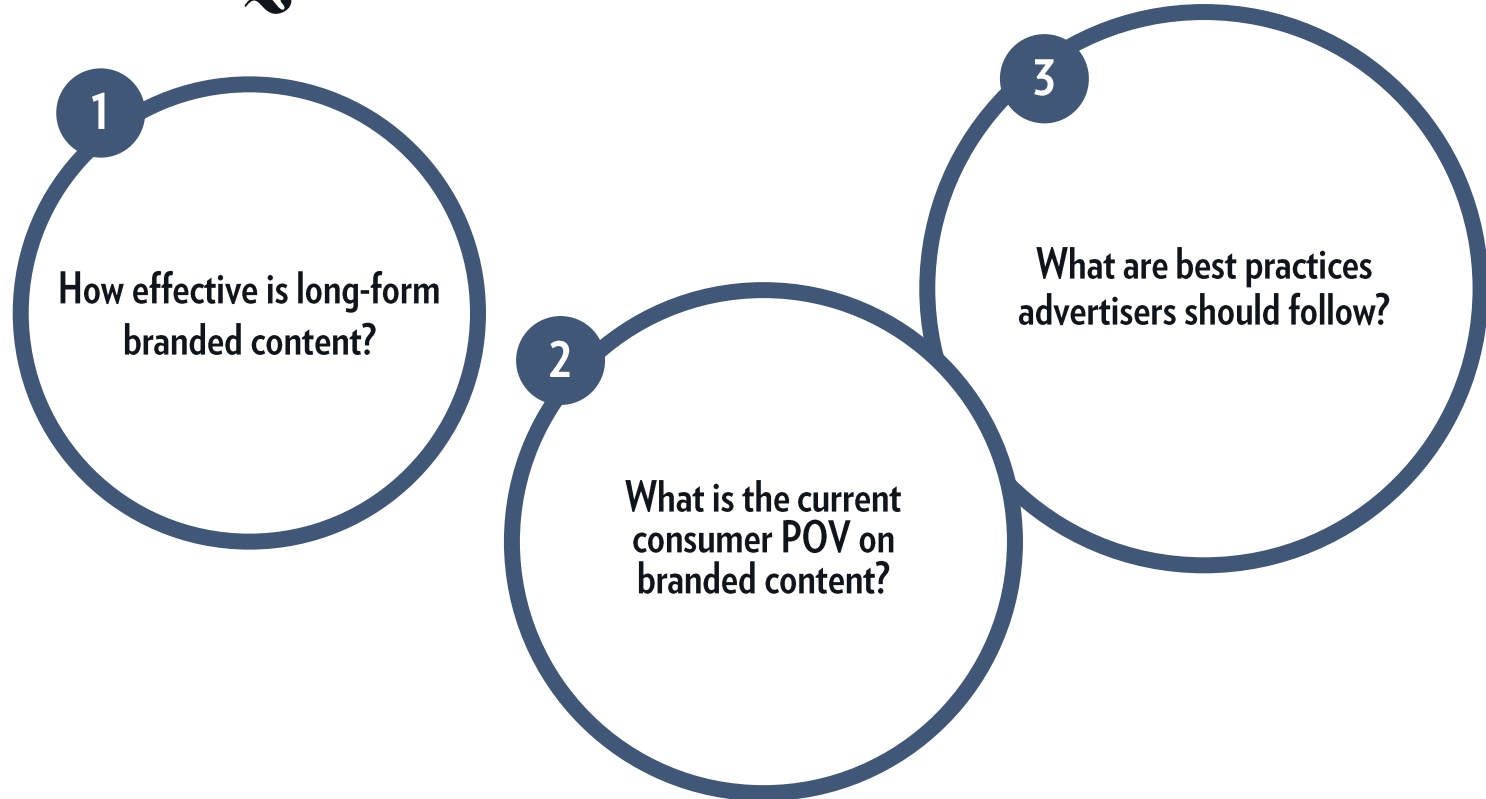 1
How effective is long-form
branded content?
2
What is the current
consumer POV on
branded content?
3
What are best practices
advertisers should follow?